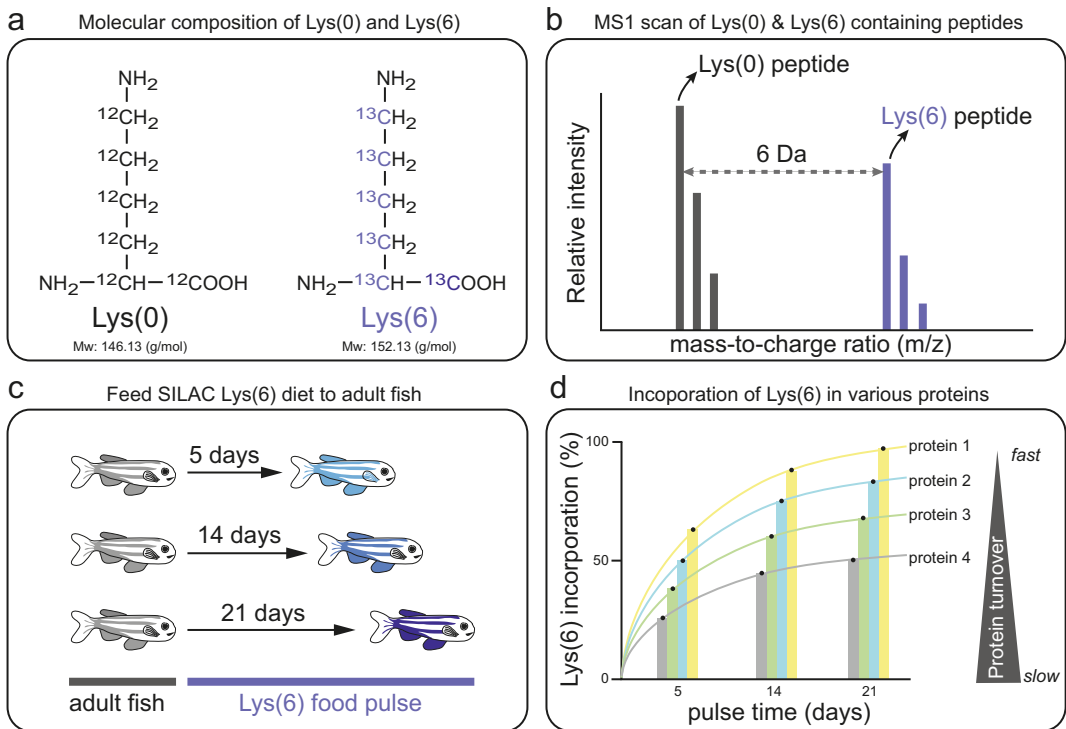 a
Molecular composition of Lys(0) and Lys(6)
NH₂
¹²CH₂
¹²CH₂
¹²CH₂
¹²CH₂
NH₂—¹²CH—¹²COOH
Lys(0)
Mw: 146.13 (g/mol)
NH₂
¹³CH₂
¹³CH₂
¹³CH₂
¹³CH₂
NH₂—¹³CH—¹³COOH
Lys(6)
Mw: 152.13 (g/mol)
b
MS1 scan of Lys(0) & Lys(6) containing peptides
Lys(0) peptide
Lys(6) peptide
6 Da
Relative intensity
mass-to-charge ratio (m/z)
c
Feed SILAC Lys(6) diet to adult fish
5 days
14 days
21 days
adult fish
Lys(6) food pulse
d
Incoporation of Lys(6) in various proteins
Lys(6) incorporation (%)
100
50
0
protein 1
protein 2
protein 3
protein 4
5
14
21
pulse time (days)
fast
Protein turnover
slow